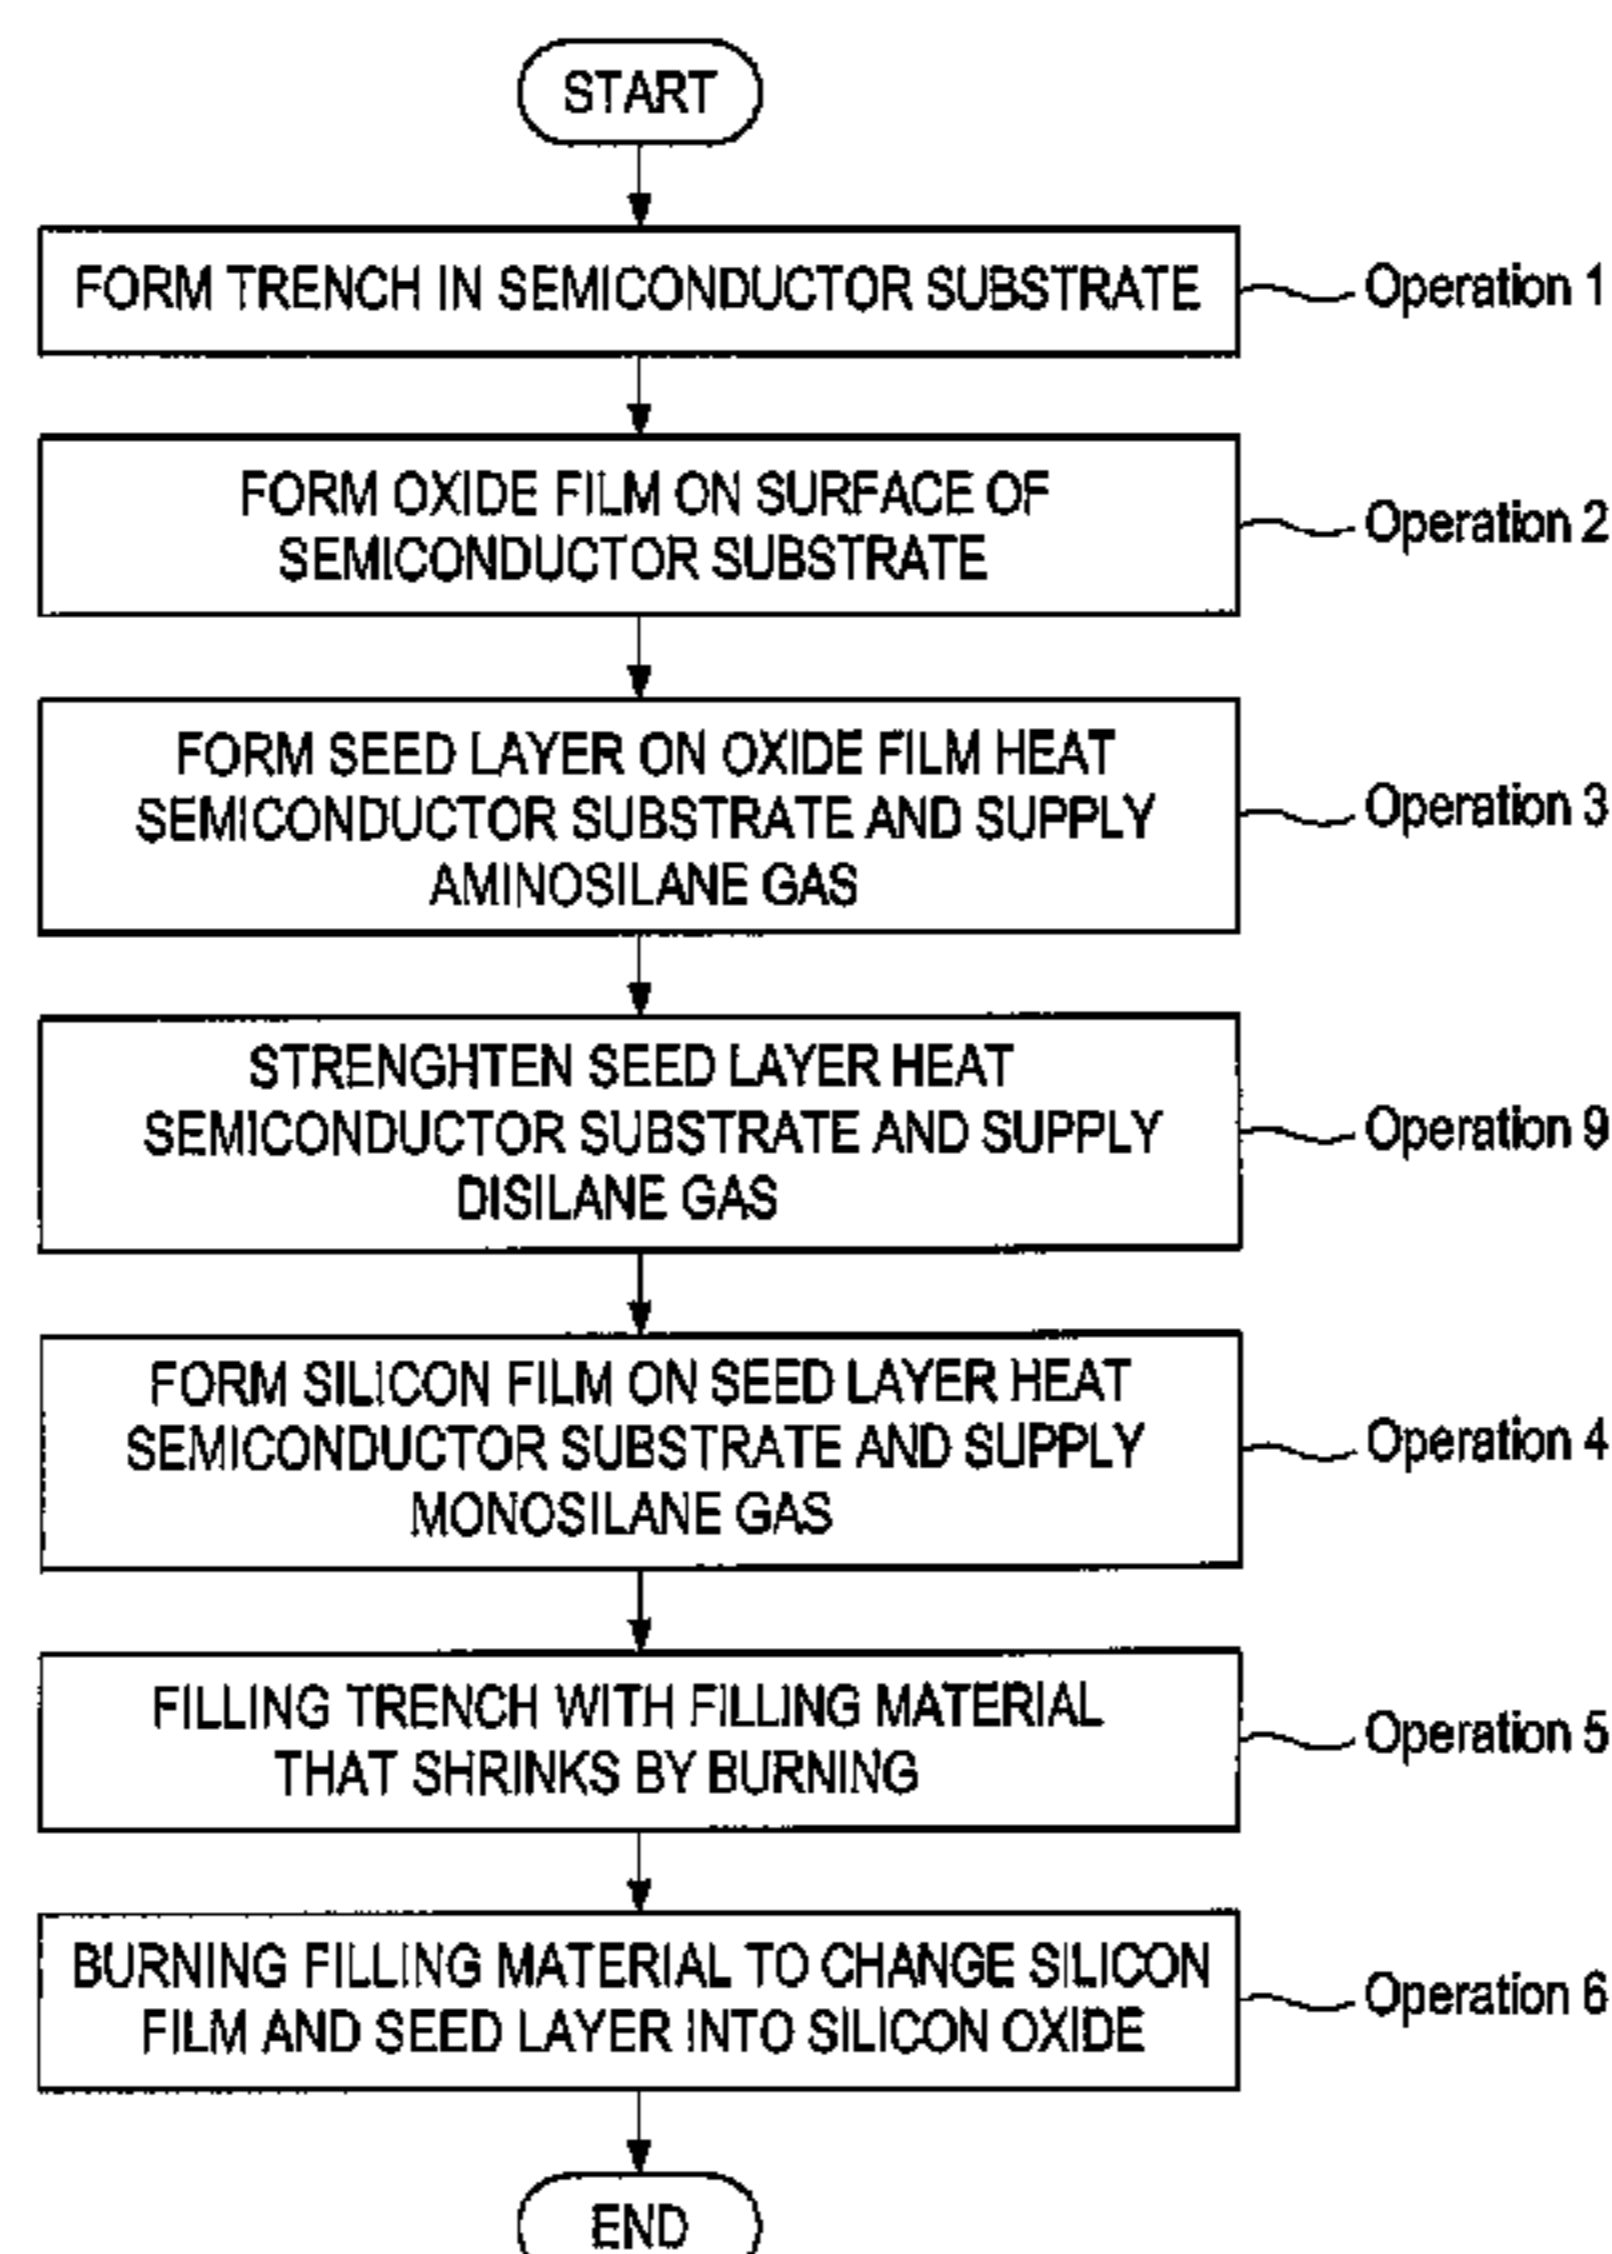 START
FORM TRENCH IN SEMICONDUCTOR SUBSTRATE
Operation 1
FORM OXIDE FILM ON SURFACE OF
SEMICONDUCTOR SUBSTRATE
Operation 2
FORM SEED LAYER ON OXIDE FILM HEAT
SEMICONDUCTOR SUBSTRATE AND SUPPLY
AMINOSILANE GAS
Operation 3
STRENGHTEN SEED LAYER HEAT
SEMICONDUCTOR SUBSTRATE AND SUPPLY
DISILANE GAS
Operation 9
FORM SILICON FILM ON SEED LAYER HEAT
SEMICONDUCTOR SUBSTRATE AND SUPPLY
MONOSILANE GAS
Operation 4
FILLING TRENCH WITH FILLING MATERIAL
THAT SHRINKS BY BURNING
Operation 5
BURNING FILLING MATERIAL TO CHANGE SILICON
FILM AND SEED LAYER INTO SILICON OXIDE
Operation 6
END